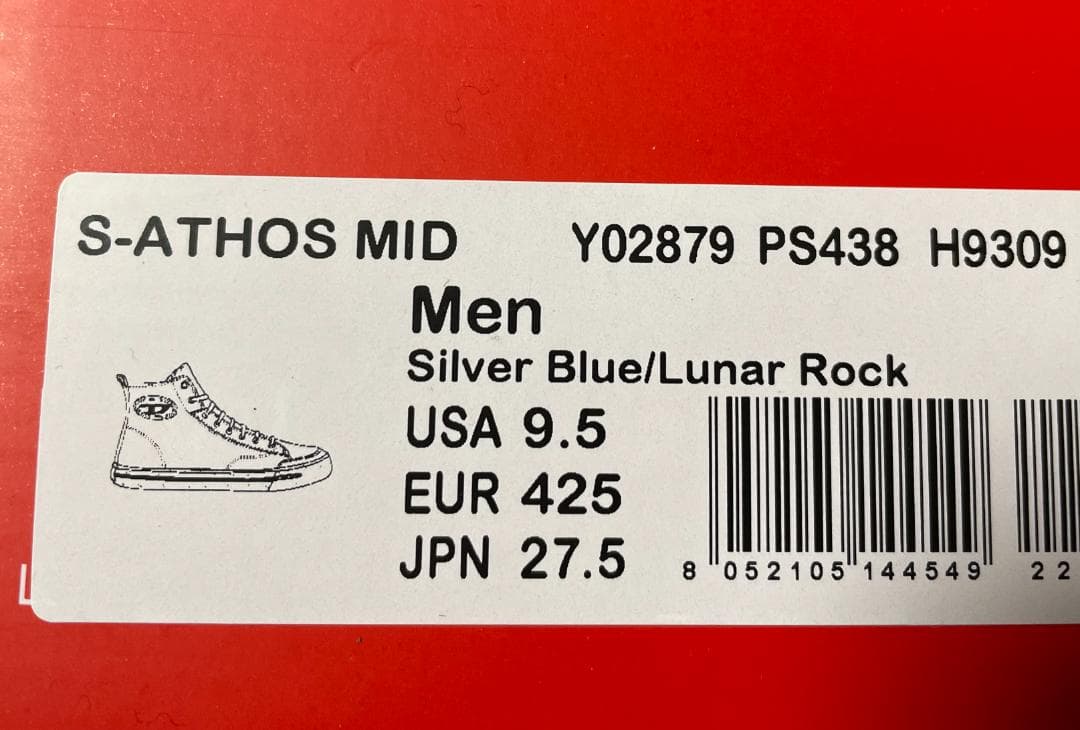 S-ATHOS MID Y02879 PS438 H9309
Men
Silver Blue/Lunar Rock
USA 9.5
EUR 425
JPN 27.5
8 052105 144549 22